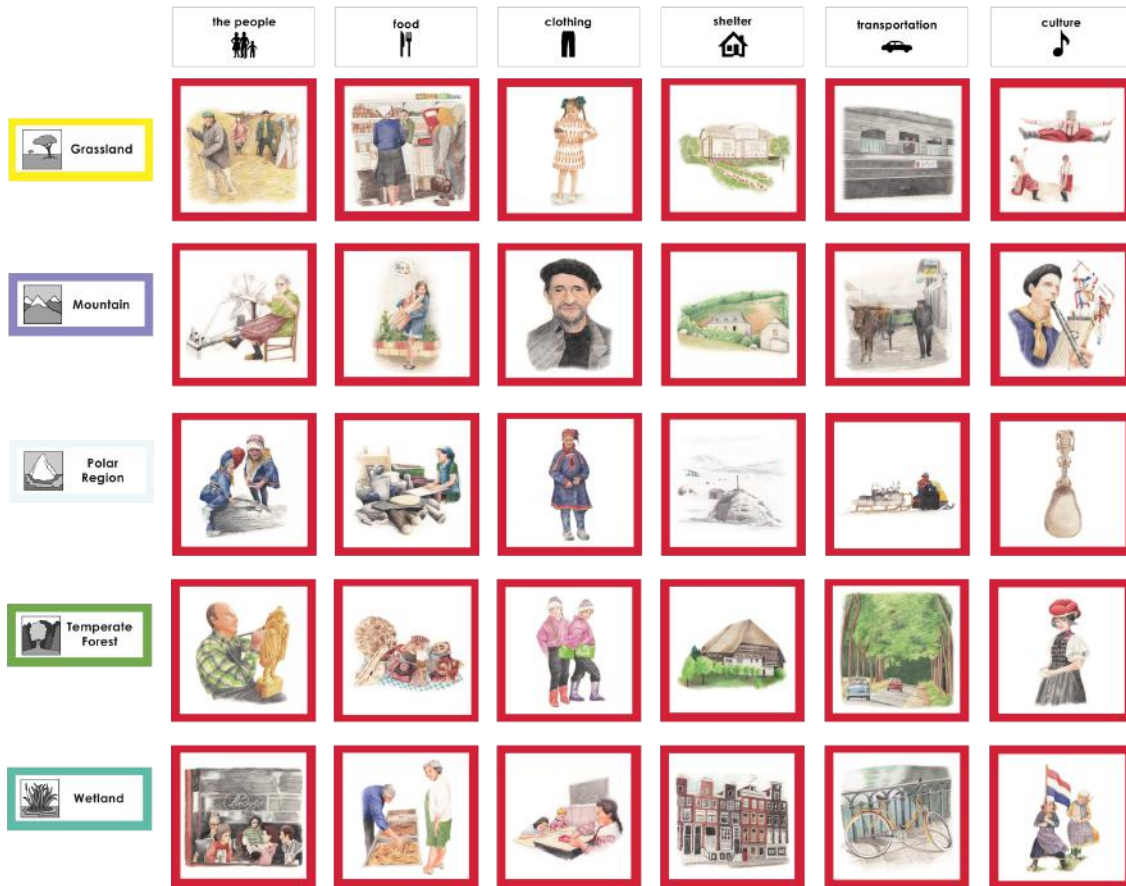 the people
food
clothing
shelter
transportation
culture
Grassland
Mountain
Polar
Region
Temperate
Forest
Wetland